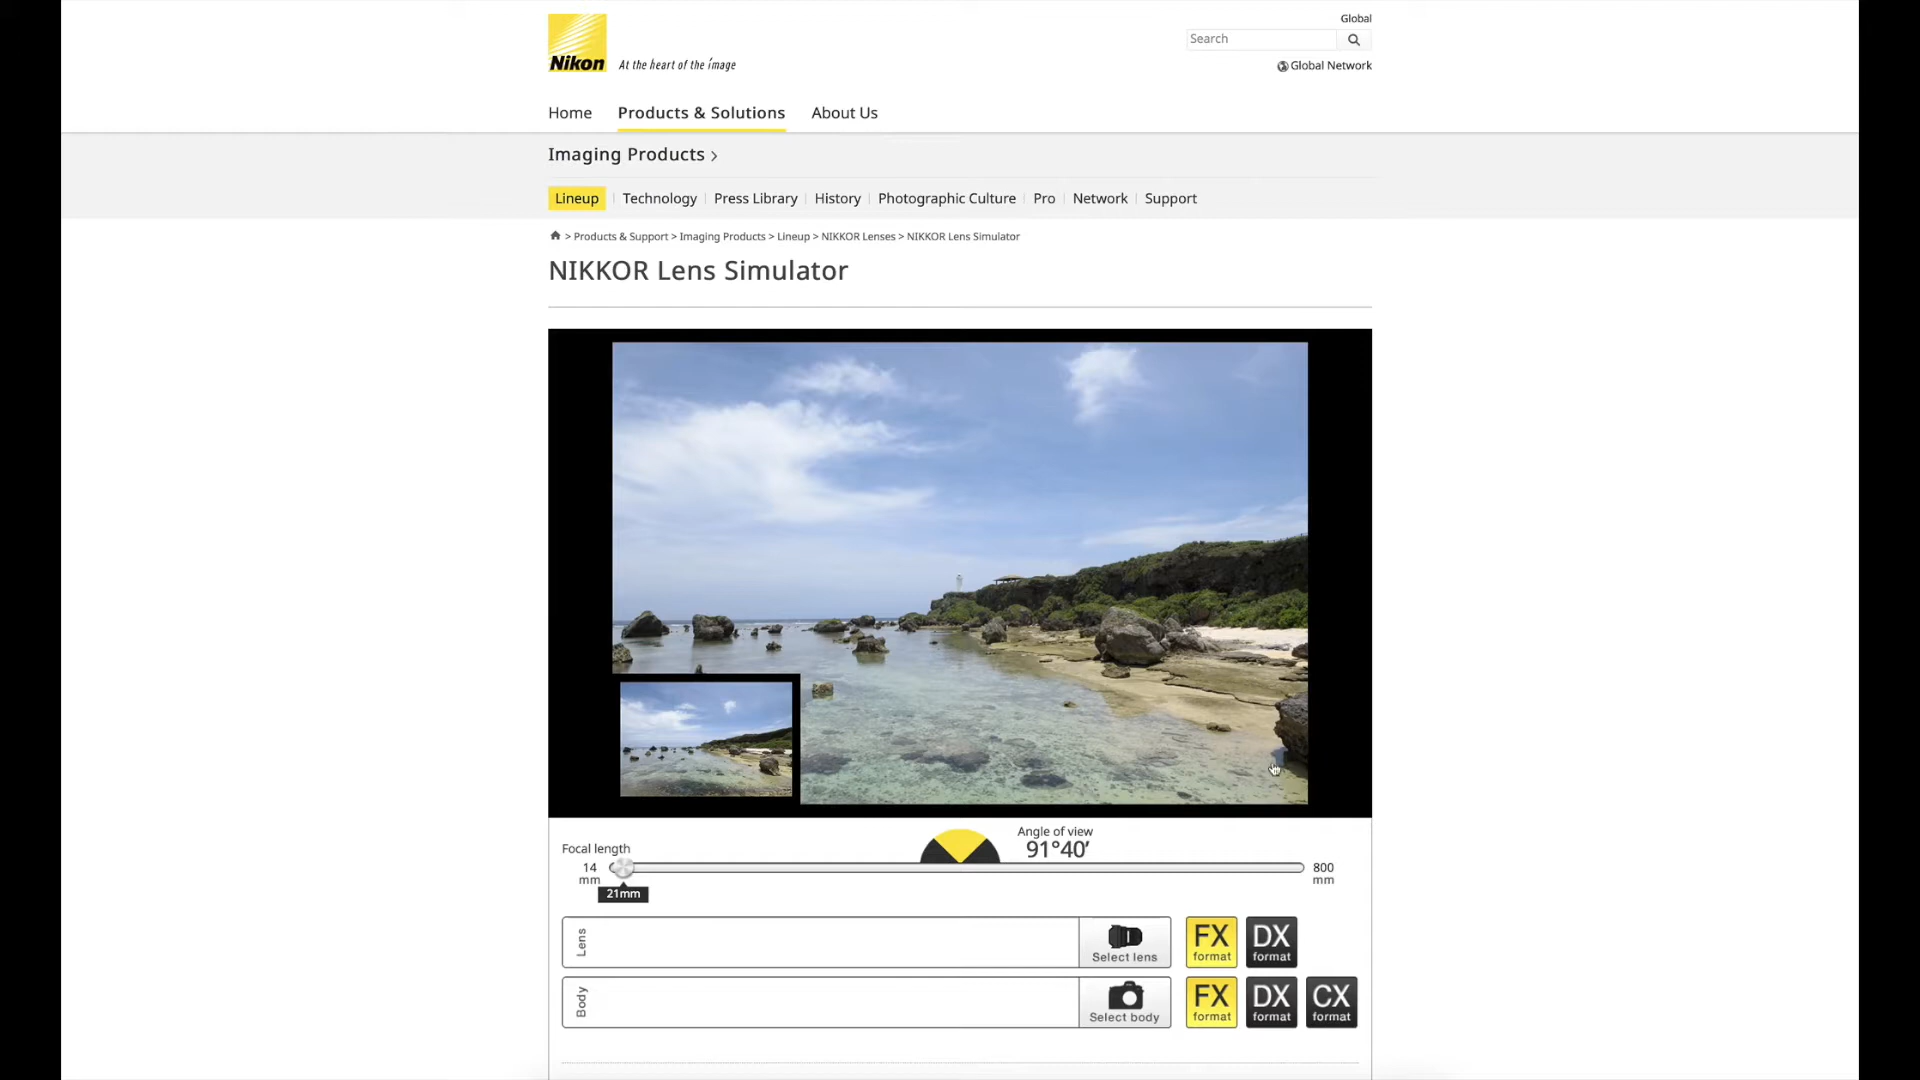 Global
Nikon
At the heart of the image
Search
Global Network
Home
Products & Solutions
About Us
Imaging Products >
Lineup
Technology
Press Library
History
Photographic Culture
Pro
Network
Support
> Products & Support > Imaging Products > Lineup > NIKKOR Lenses > NIKKOR Lens Simulator
NIKKOR Lens Simulator
Angle of view
91°40′
Focal length
14
mm
800
mm
21mm
Lens
Select lens
FX
format
DX
format
Body
Select body
FX
format
DX
format
CX
format